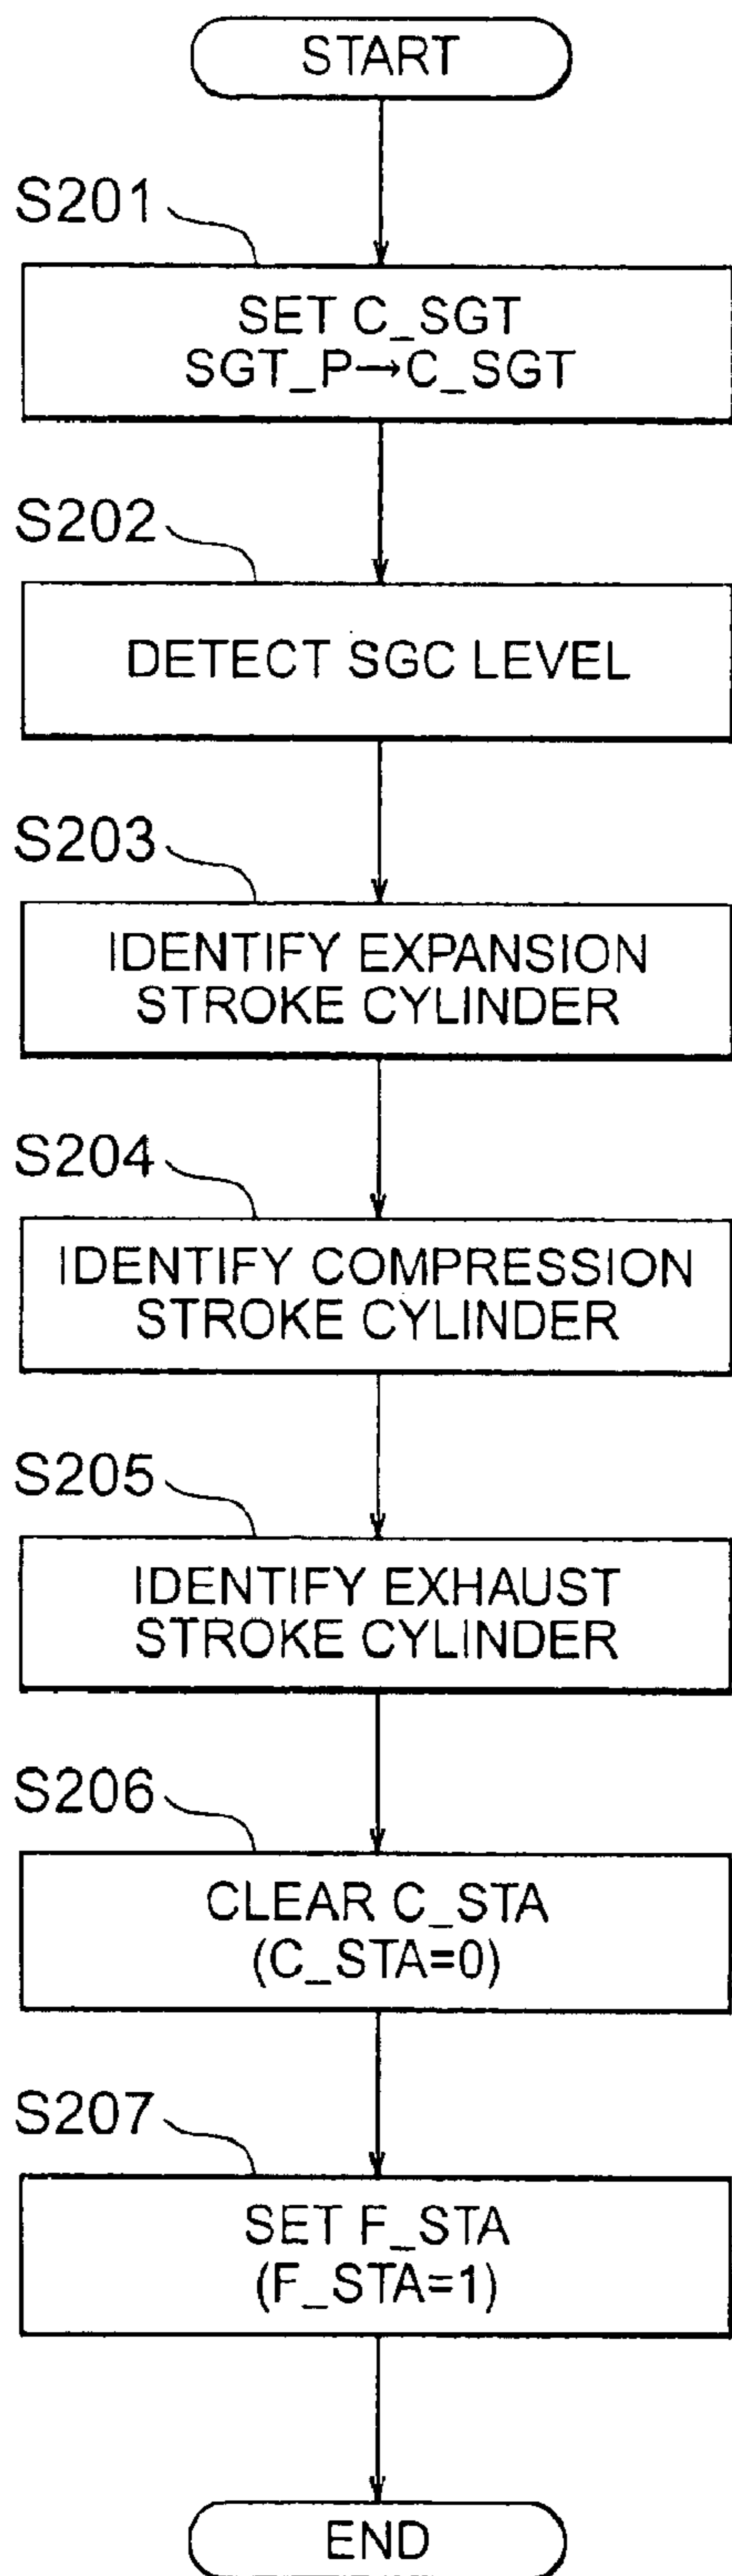 START
S201
SET C_SGT
SGT_P→C_SGT
S202
DETECT SGC LEVEL
S203
IDENTIFY EXPANSION
STROKE CYLINDER
S204
IDENTIFY COMPRESSION
STROKE CYLINDER
S205
IDENTIFY EXHAUST
STROKE CYLINDER
S206
CLEAR C_STA
(C_STA=0)
S207
SET F_STA
(F_STA=1)
END